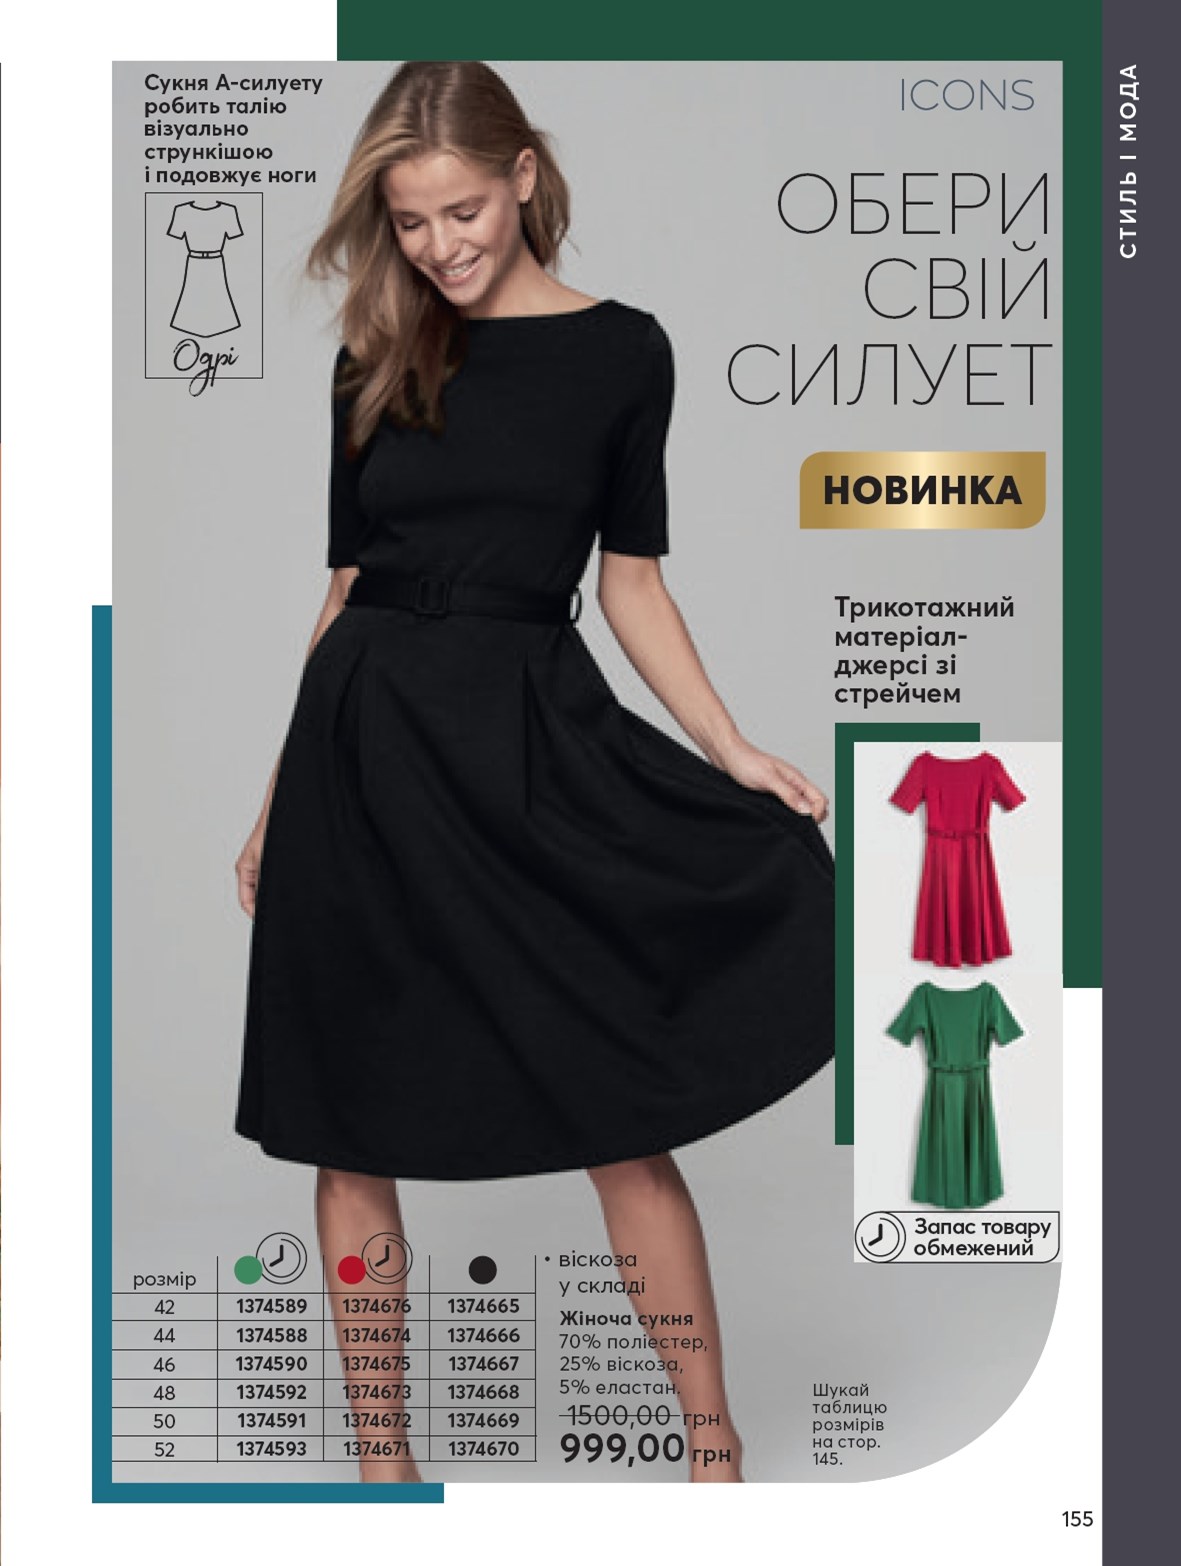 Сукня А-силуету
робить талію
візуально
стрункішою
і подовжує ноги
Одрі
ICONS
СТИЛЬ І МОДА
ОБЕРИ
СВІЙ
СИЛУЕТ
НОВИНКА
Трикотажний
матеріал-
джерсі зі
стрейчем
Запас товару
обмежений
розмір
42 1374589 1374676 1374665
44 1374588 1374674 1374666
46 1374590 1374675 1374667
48 1374592 1374673 1374668
50 1374591 1374672 1374669
52 1374593 1374671 1374670
• віскоза
у складі
Жіноча сукня
70% поліестер,
25% віскоза,
5% еластан.
1500,00 грн
999,00 грн
Шукай
таблицю
розмірів
на стор.
145.
155